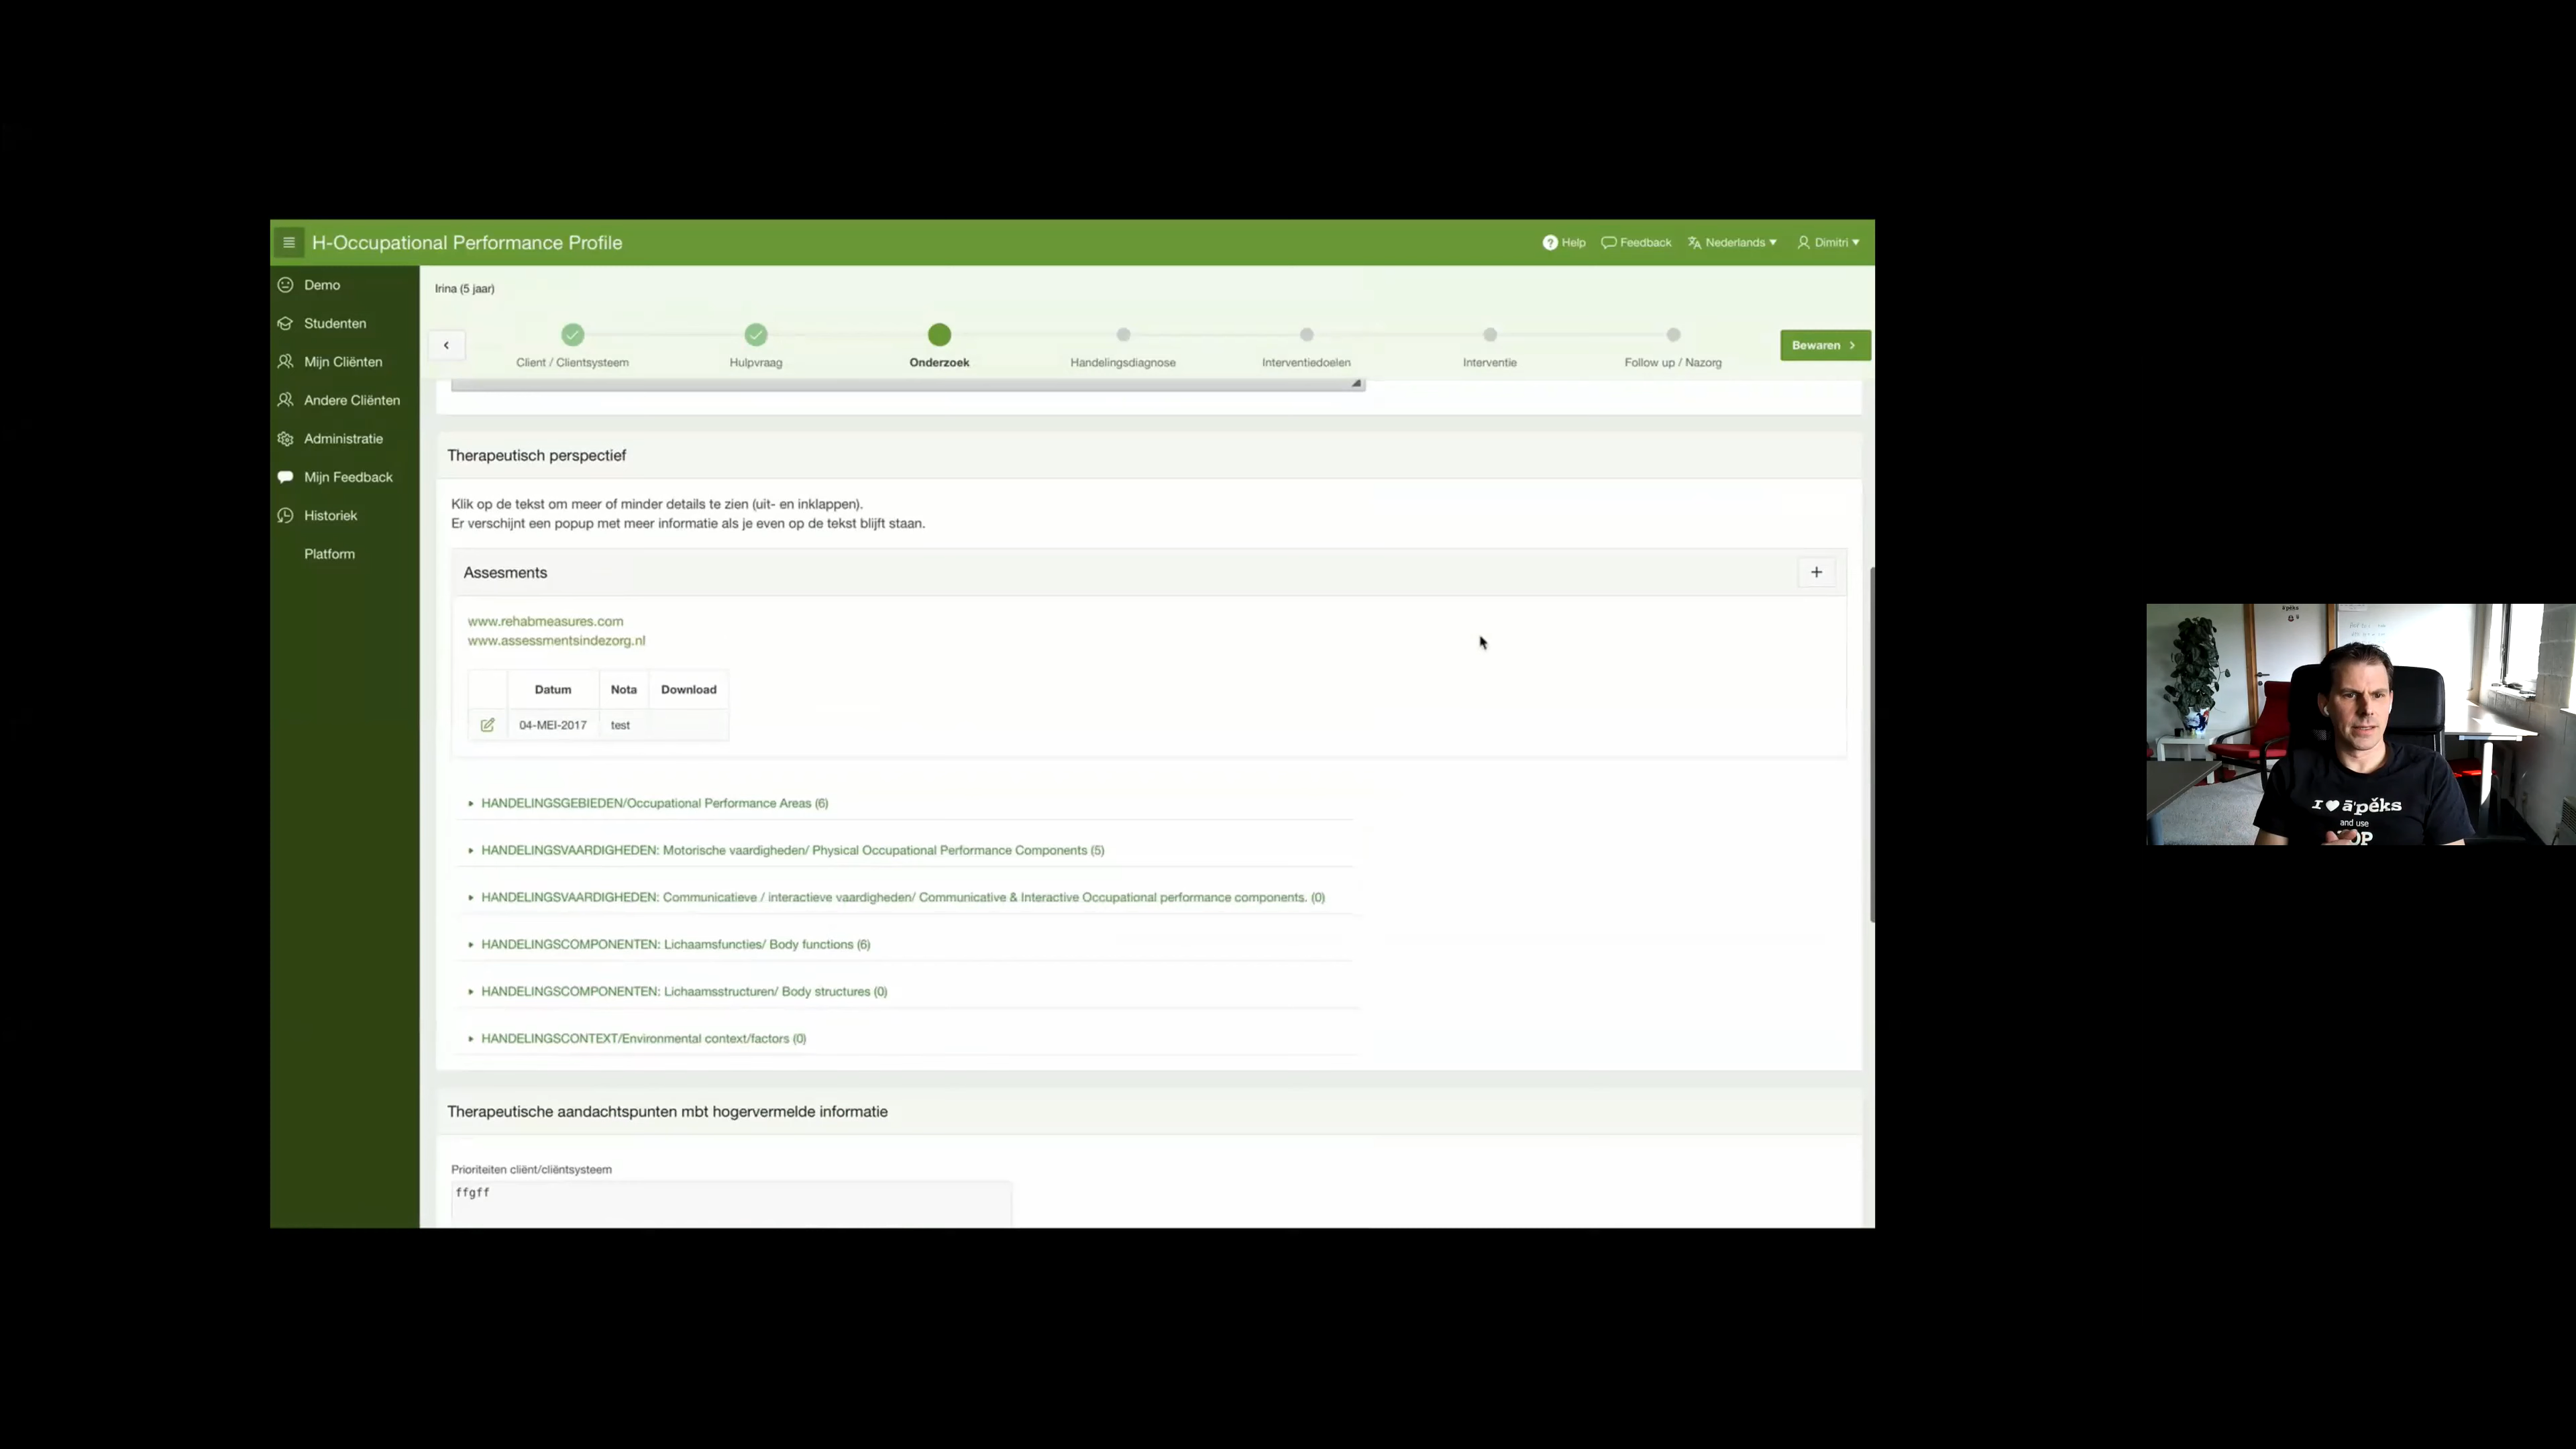 H-Occupational Performance Profile
Help
Feedback
Nederlands
Dimitri
Demo
Studenten
Mijn Cliënten
Andere Cliënten
Administratie
Mijn Feedback
Historiek
Platform
Irina (5 jaar)
Client / Clientsysteem
Hulpvraag
Onderzoek
Handelingsdiagnose
Interventiedoelen
Interventie
Follow up / Nazorg
Bewaren
Therapeutisch perspectief
Klik op de tekst om meer of minder details te zien (uit- en inklappen).
Er verschijnt een popup met meer informatie als je even op de tekst blijft staan.
Assesments
www.rehabmeasures.com
www.assessmentsindezorg.nl
Datum Nota Download
04-MEI-2017 test
HANDELINGSGEBIEDEN/Occupational Performance Areas (6)
HANDELINGSVAARDIGHEDEN: Motorische vaardigheden/ Physical Occupational Performance Components (5)
HANDELINGSVAARDIGHEDEN: Communicatieve / interactieve vaardigheden/ Communicative & Interactive Occupational performance components. (0)
HANDELINGSCOMPONENTEN: Lichaamsfuncties/ Body functions (6)
HANDELINGSCOMPONENTEN: Lichaamsstructuren/ Body structures (0)
HANDELINGSCONTEXT/Environmental context/factors (0)
Therapeutische aandachtspunten mbt hogervermelde informatie
Prioriteiten cliënt/cliëntsysteem
ffgff
I ♥ ā'pěks
and use